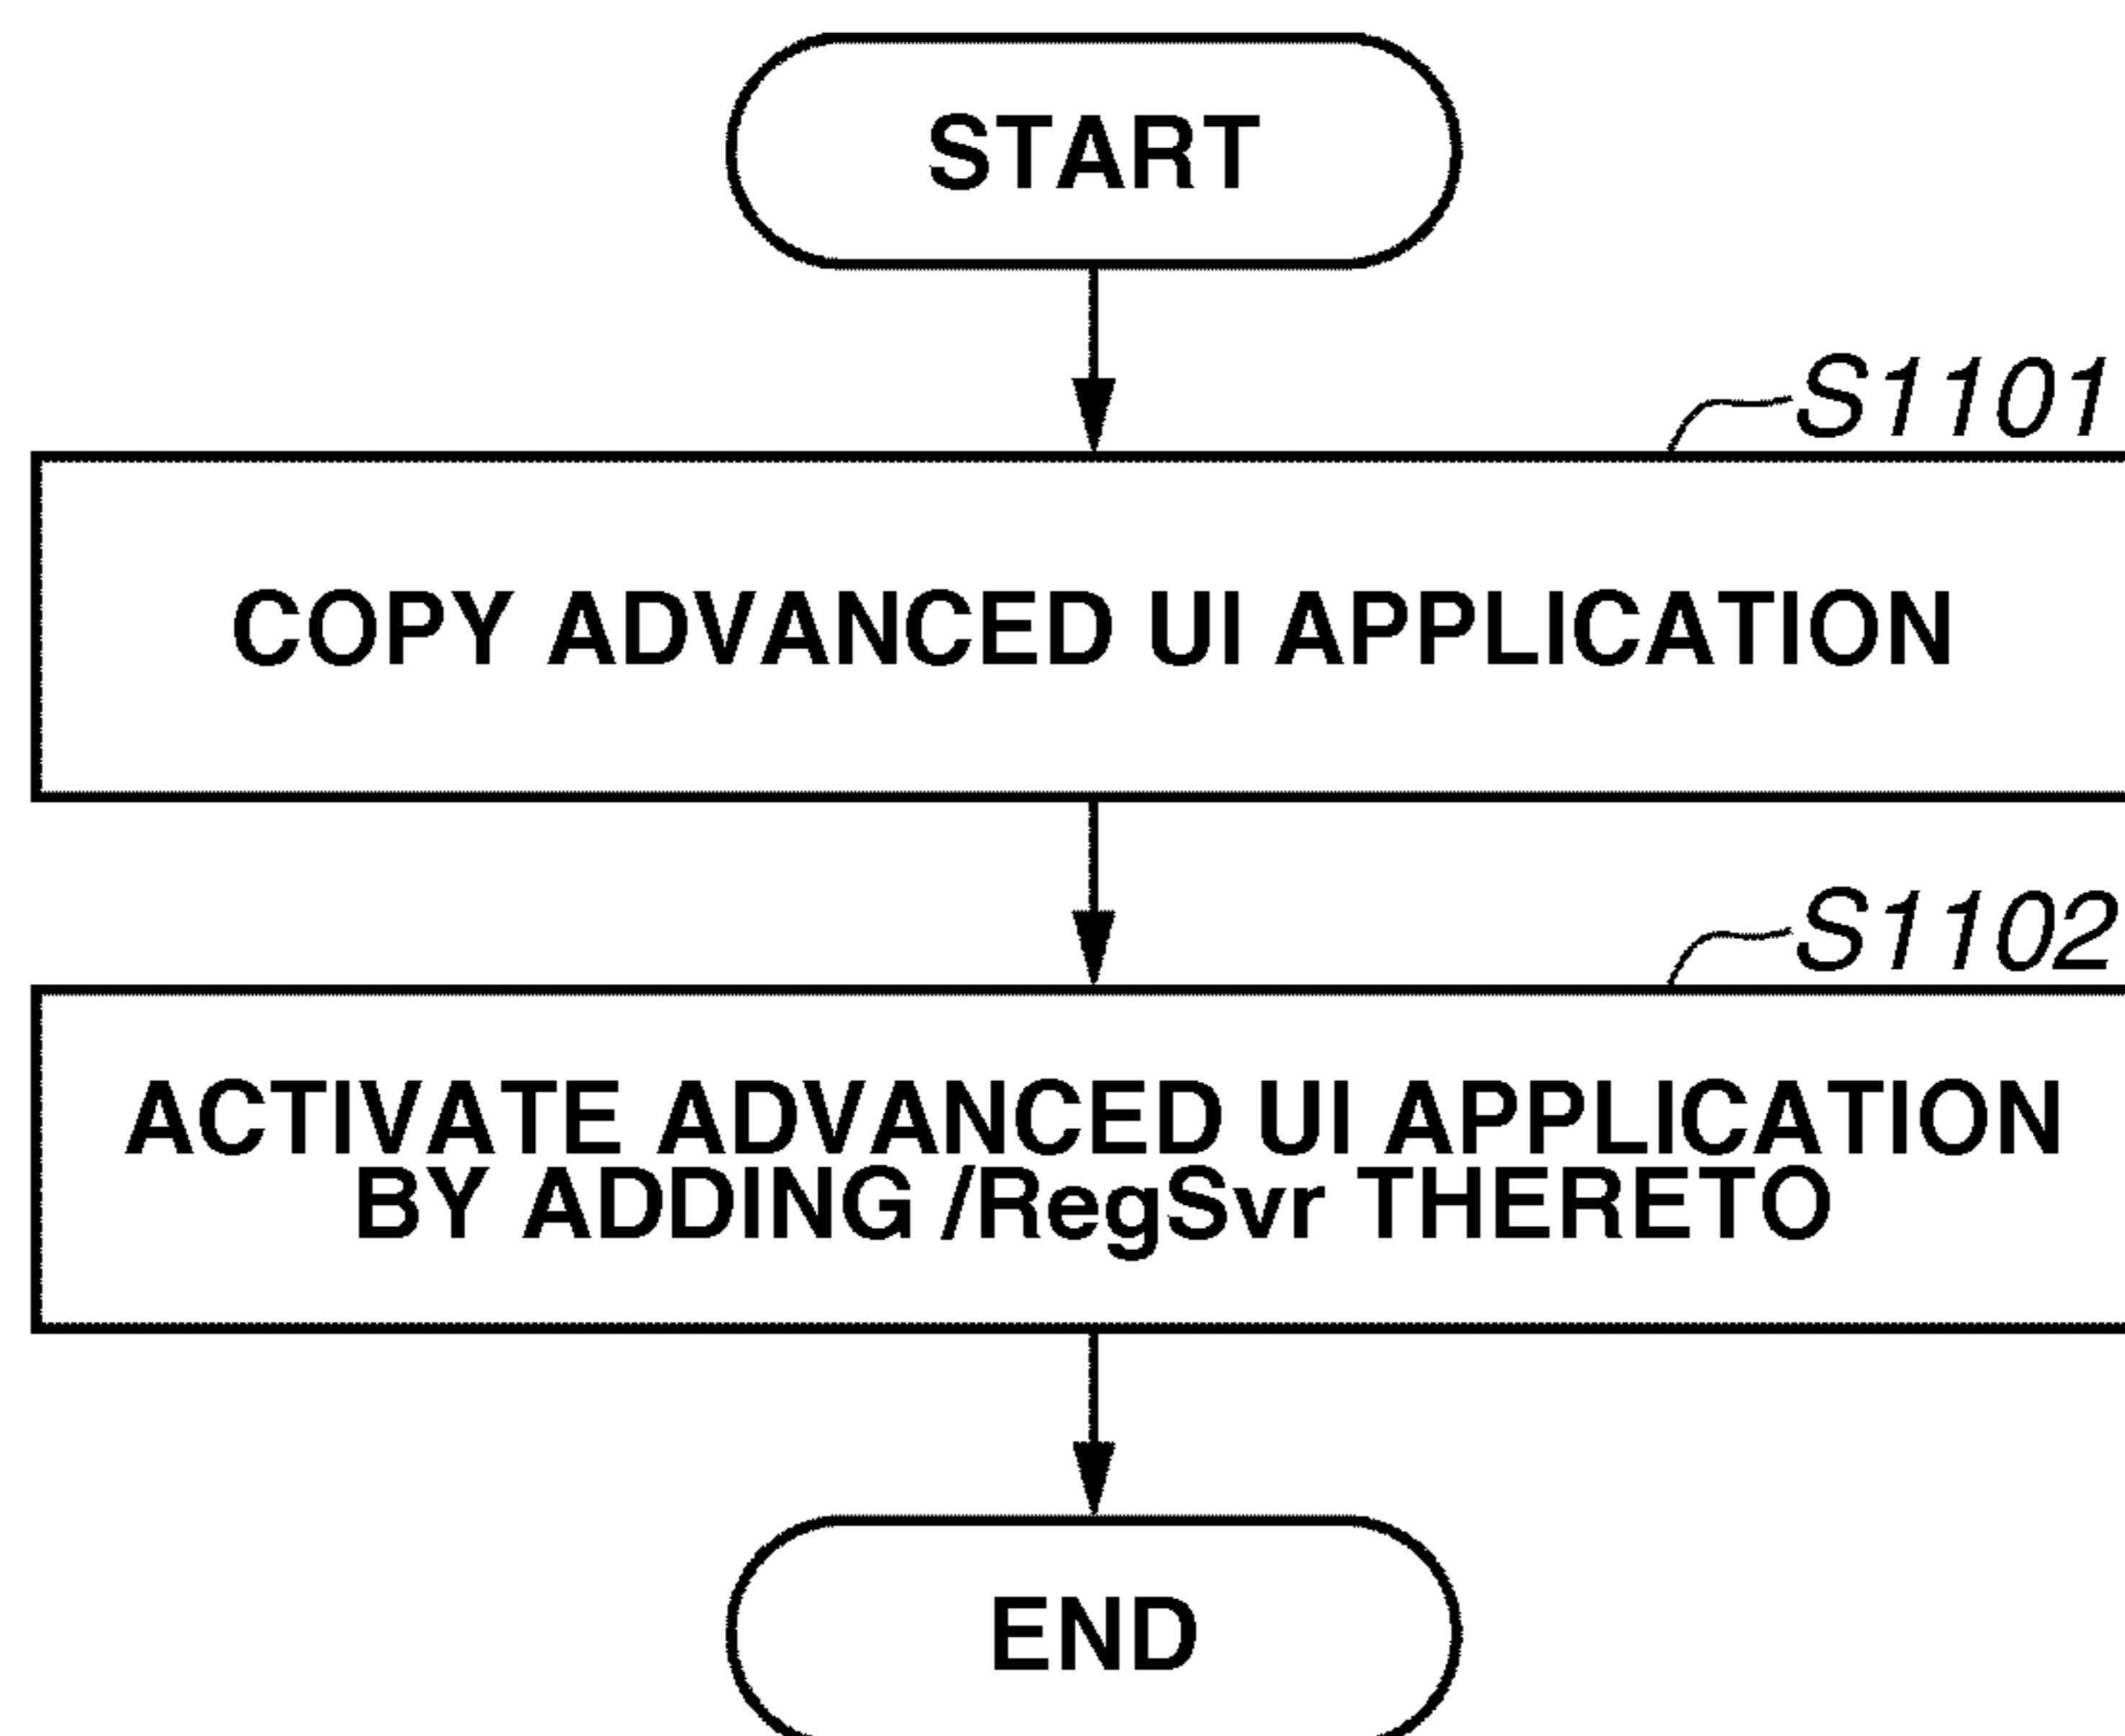 START
S1101
COPY ADVANCED UI APPLICATION
S1102
ACTIVATE ADVANCED UI APPLICATION
BY ADDING /RegSvr THERETO
END